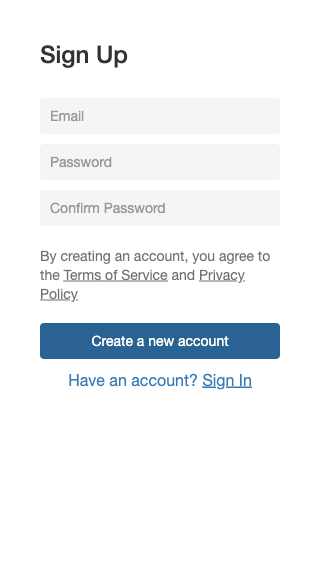 Sign Up
Email
Password
Confirm Password
By creating an account, you agree to
the Terms of Service and Privacy
Policy
Create a new account
Have an account? Sign In